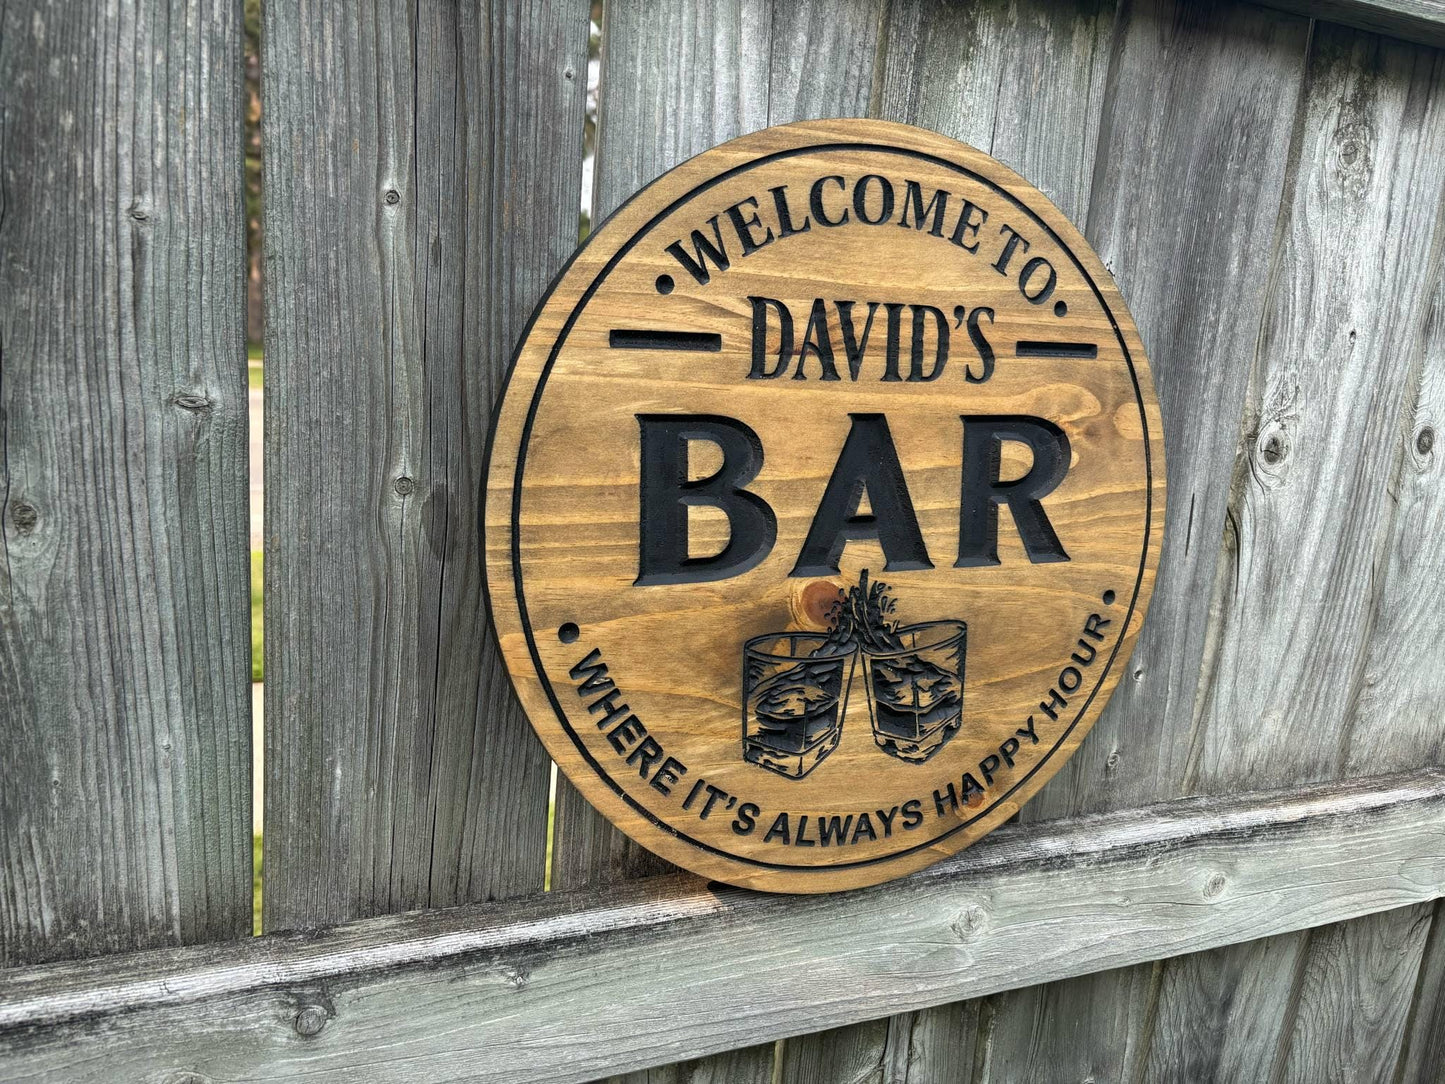 WELCOME TO
DAVID'S
BAR
WHERE IT'S ALWAYS HAPPY HOUR